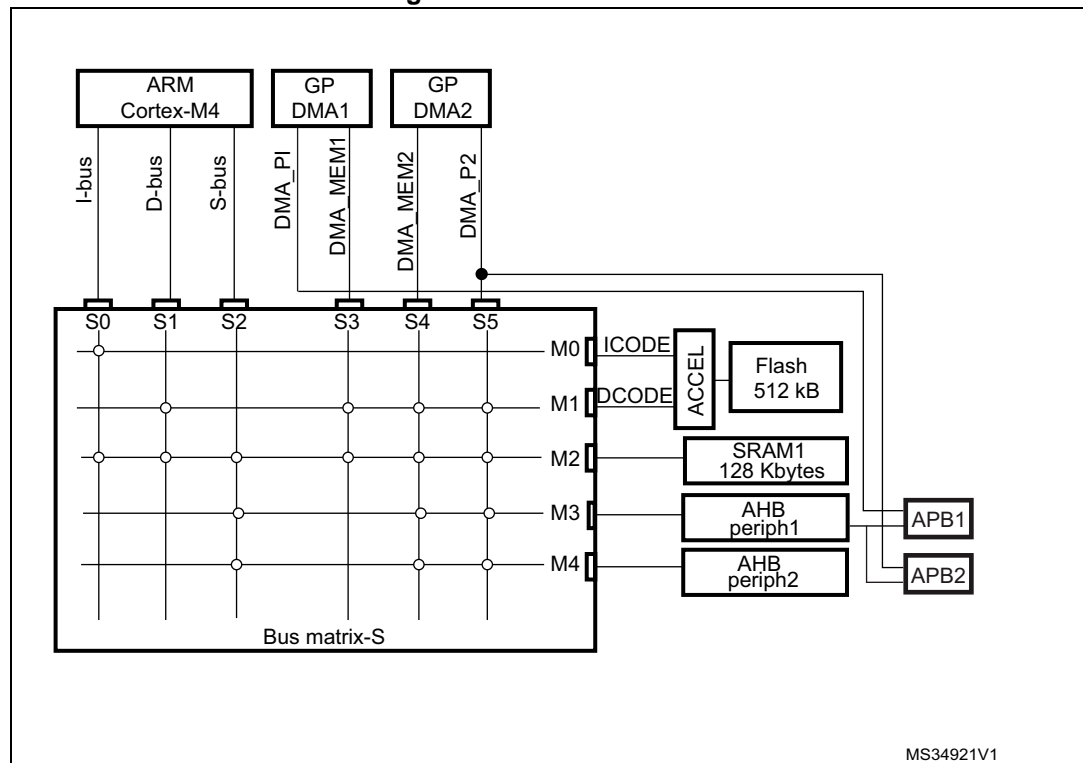 ARM
Cortex-M4
GP
DMA1
GP
DMA2
I-bus
D-bus
S-bus
DMA_PI
DMA_MEM1
DMA_MEM2
DMA_P2
S0 S1 S2 S3 S4 S5
M0 ICODE
M1 DCODE
ACCEL
Flash
512 kB
M2
SRAM1
128 Kbytes
M3
AHB
periph1
APB1
M4
AHB
periph2
APB2
Bus matrix-S
MS34921V1